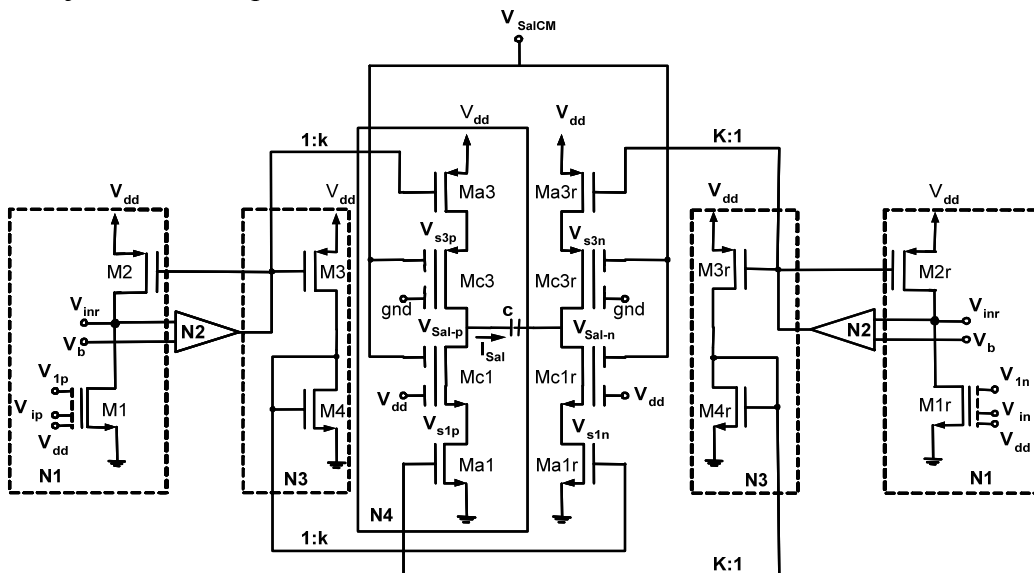 V_SalCM
V_dd V_dd
1:k K:1
V_dd V_dd V_dd V_dd
Ma3 Ma3r
V_s3p V_s3n
M2 M3 M3r M2r
Mc3 Mc3r
V_inr N2 gnd C gnd N2 V_inr
V_b V_Sal-p I_Sal V_Sal-n V_b
V_1p V_1n
Mc1 Mc1r
V_ip M1 V_dd V_dd M1r V_in
M4 M4r
V_dd V_s1p V_s1n V_dd
Ma1 Ma1r
N1 N3 N4 N3 N1
1:k K:1